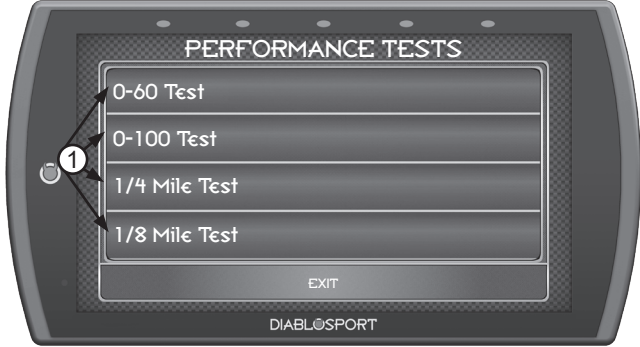 PERFORMANCE TESTS
0-60 Test
0-100 Test
1
1/4 Mile Test
1/8 Mile Test
EXIT
DIABLOSPORT